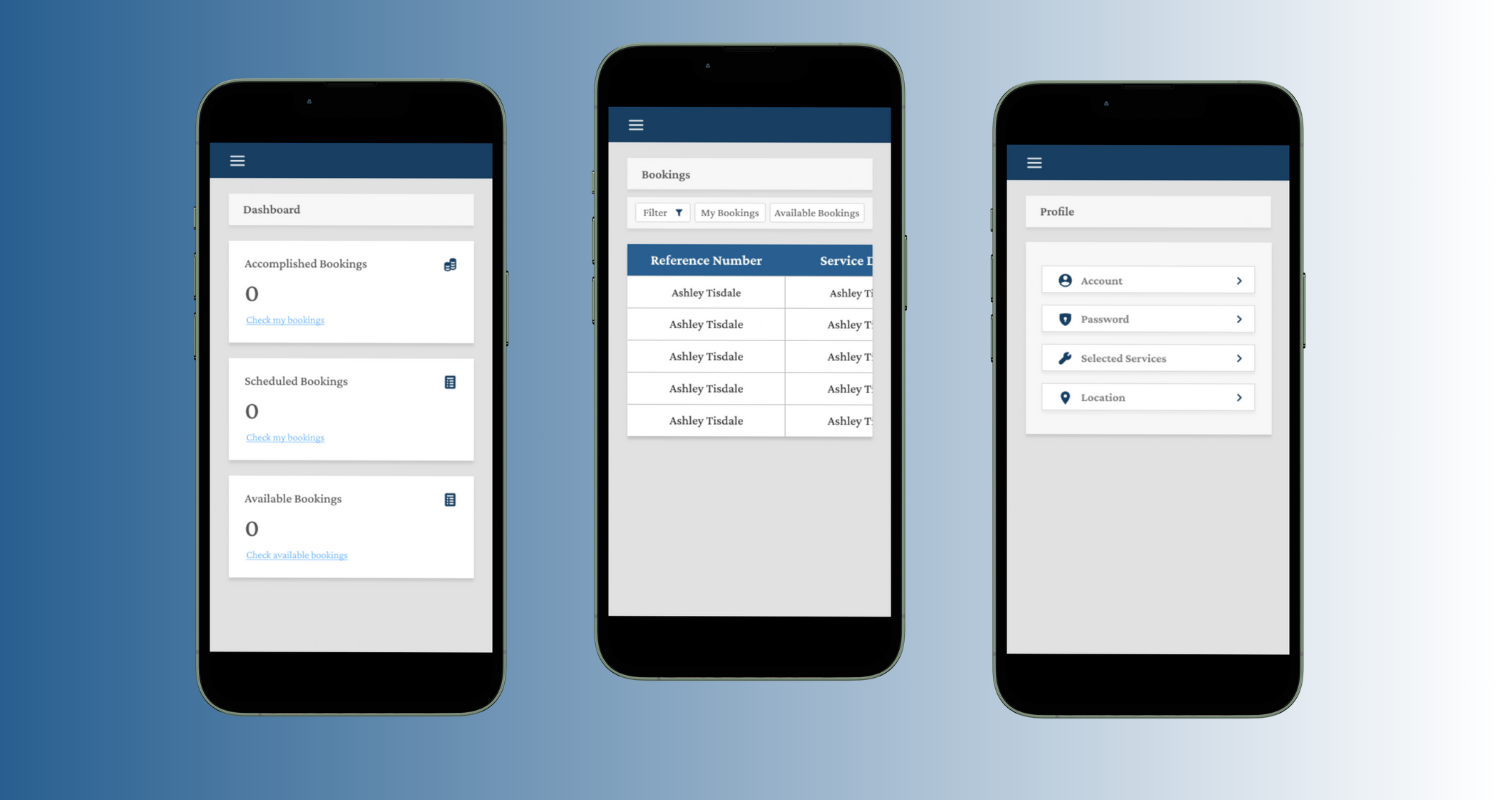 Dashboard
Accomplished Bookings
0
Check my bookings
Scheduled Bookings
0
Check my bookings
Available Bookings
0
Check available bookings
Bookings
Filter My Bookings Available Bookings
Reference Number Service D
Ashley Tisdale Ashley Ti
Ashley Tisdale Ashley T
Ashley Tisdale Ashley T
Ashley Tisdale Ashley T
Ashley Tisdale Ashley T
Profile
Account
Password
Selected Services
Location